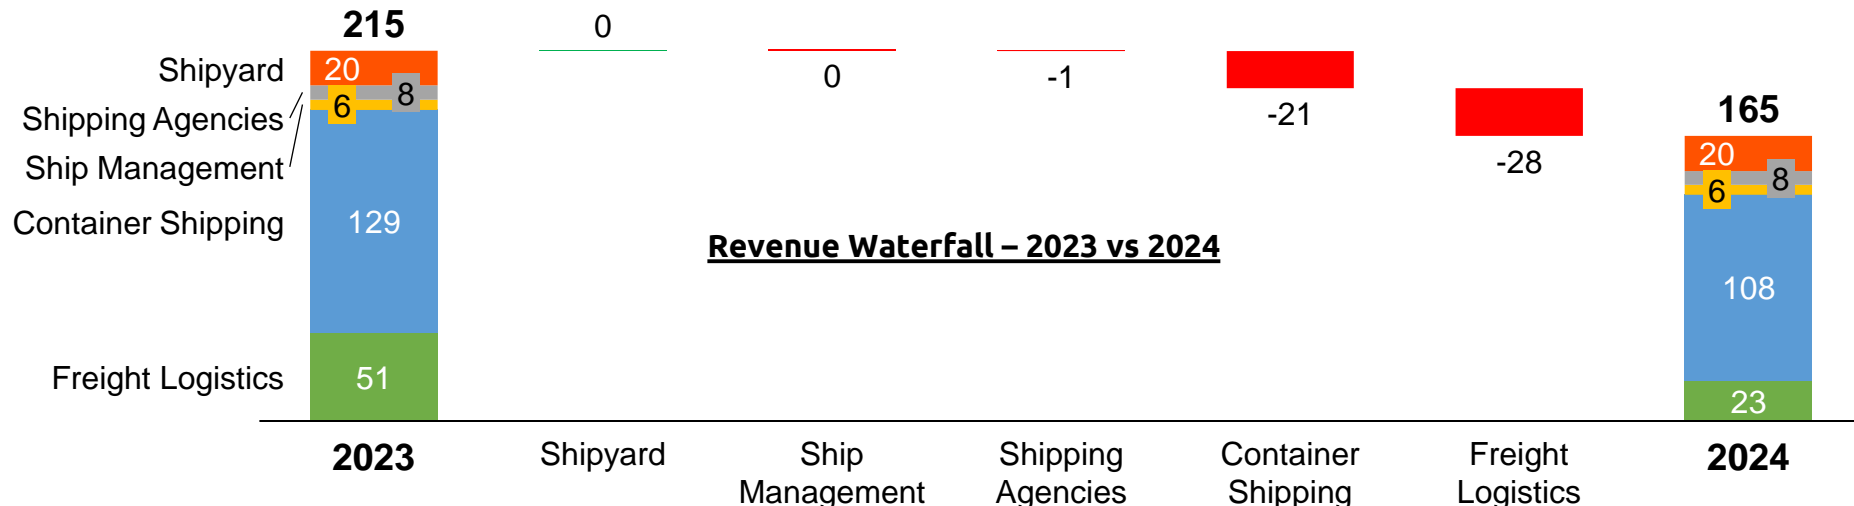 215
0
Shipyard
20
0
-1
8
6
Shipping Agencies
-21
165
Ship Management
-28
20
8
6
Container Shipping
129
Revenue Waterfall – 2023 vs 2024
108
Freight Logistics
51
23
2023
Shipyard
Ship
Management
Shipping
Agencies
Container
Shipping
Freight
Logistics
2024